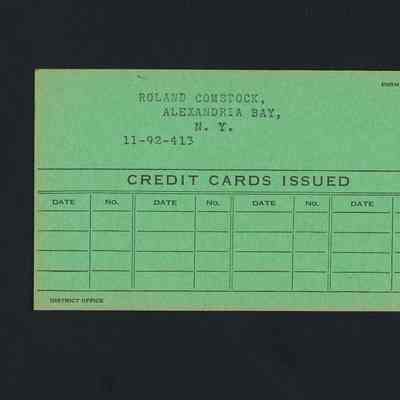 FORM
ROLAND COMSTOCK,
ALEXANDRIA BAY,
N. Y.
11-92-413
CREDIT CARDS ISSUED
DATE No. DATE No. DATE No. DATE
DISTRICT OFFICE